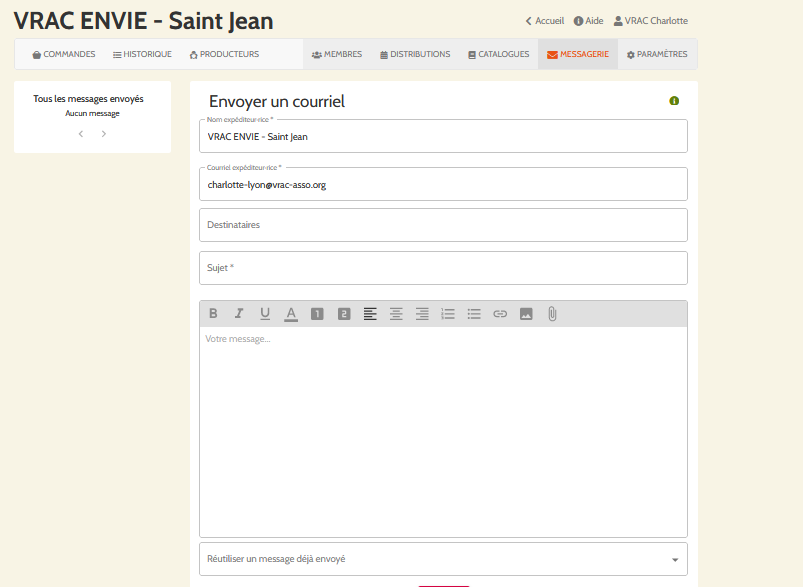 VRAC ENVIE - Saint Jean
Accueil Aide VRAC Charlotte
COMMANDES HISTORIQUE PRODUCTEURS MEMBRES DISTRIBUTIONS CATALOGUES MESSAGERIE PARAMÈTRES
Tous les messages envoyés
Aucun message
Envoyer un courriel
Nom expéditeur·rice *
VRAC ENVIE - Saint Jean
Courriel expéditeur·rice *
charlotte-lyon@vrac-asso.org
Destinataires
Sujet *
B I U A 1 2
Votre message...
Réutiliser un message déjà envoyé